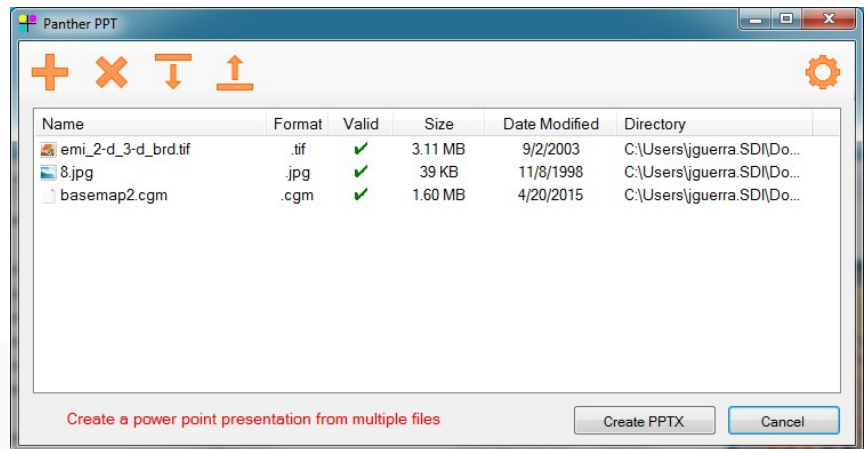 Panther PPT
Name Format Valid Size Date Modified Directory
emi_2-d_3-d_brd.tif .tif 3.11 MB 9/2/2003 C:\Users\jguerra.SDI\Do...
8.jpg .jpg 39 KB 11/8/1998 C:\Users\jguerra.SDI\Do...
basemap2.cgm .cgm 1.60 MB 4/20/2015 C:\Users\jguerra.SDI\Do...
Create a power point presentation from multiple files Create PPTX Cancel